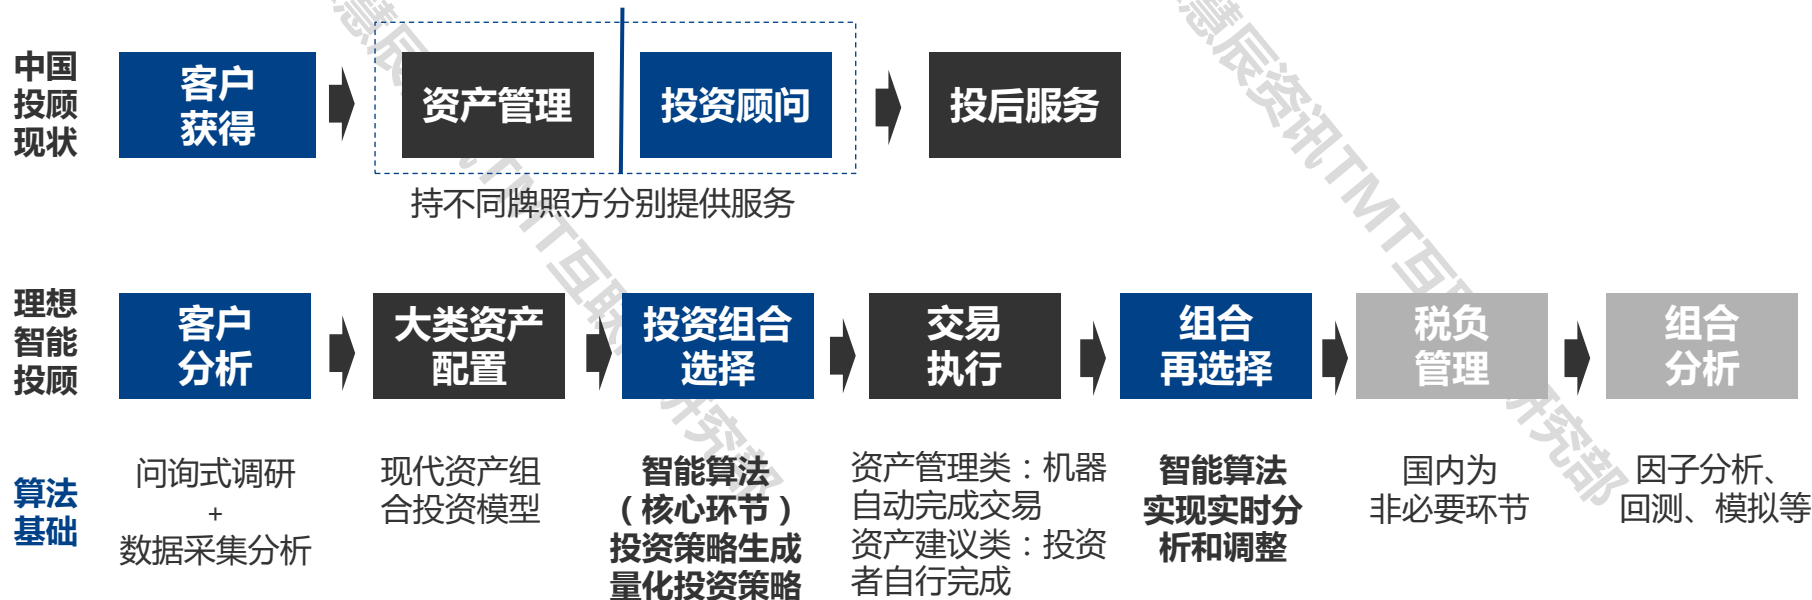 中国
投顾
现状
客户
获得
资产管理
投资顾问
投后服务
持不同牌照方分别提供服务
理想
智能
投顾
客户
分析
大类资产
配置
投资组合
选择
交易
执行
组合
再选择
税负
管理
组合
分析
算法
基础
问询式调研
+
数据采集分析
现代资产组
合投资模型
智能算法
（核心环节）
投资策略生成
量化投资策略
资产管理类：机器
自动完成交易
资产建议类：投资
者自行完成
智能算法
实现实时分
析和调整
国内为
非必要环节
因子分析、
回测、模拟等